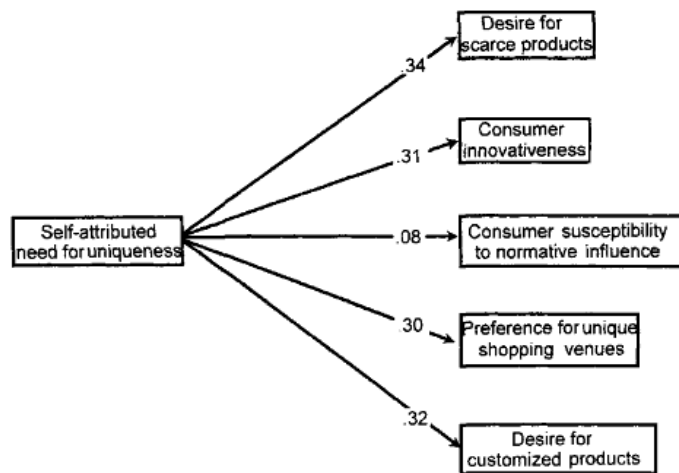 Desire for
scarce products
.34
Consumer
innovativeness
.31
Self-attributed
need for uniqueness
.08
Consumer susceptibility
to normative influence
.30
Preference for unique
shopping venues
.32
Desire for
customized products